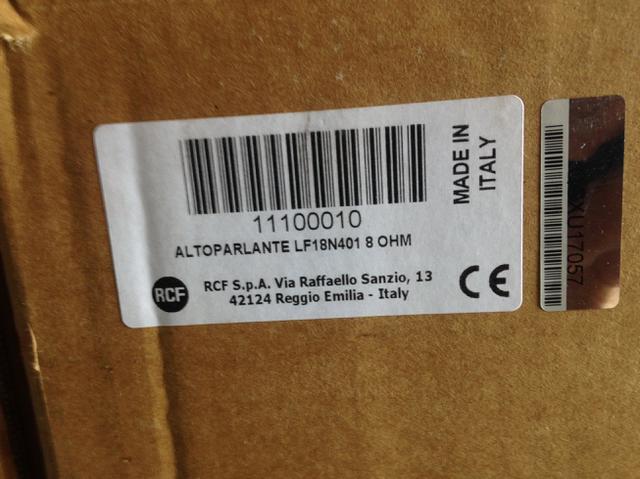 11100010
ALTOPARLANTE LF18N401 8 OHM
RCF
RCF S.p.A. Via Raffaello Sanzio, 13
42124 Reggio Emilia - Italy
MADE IN
ITALY
CE
XU17057